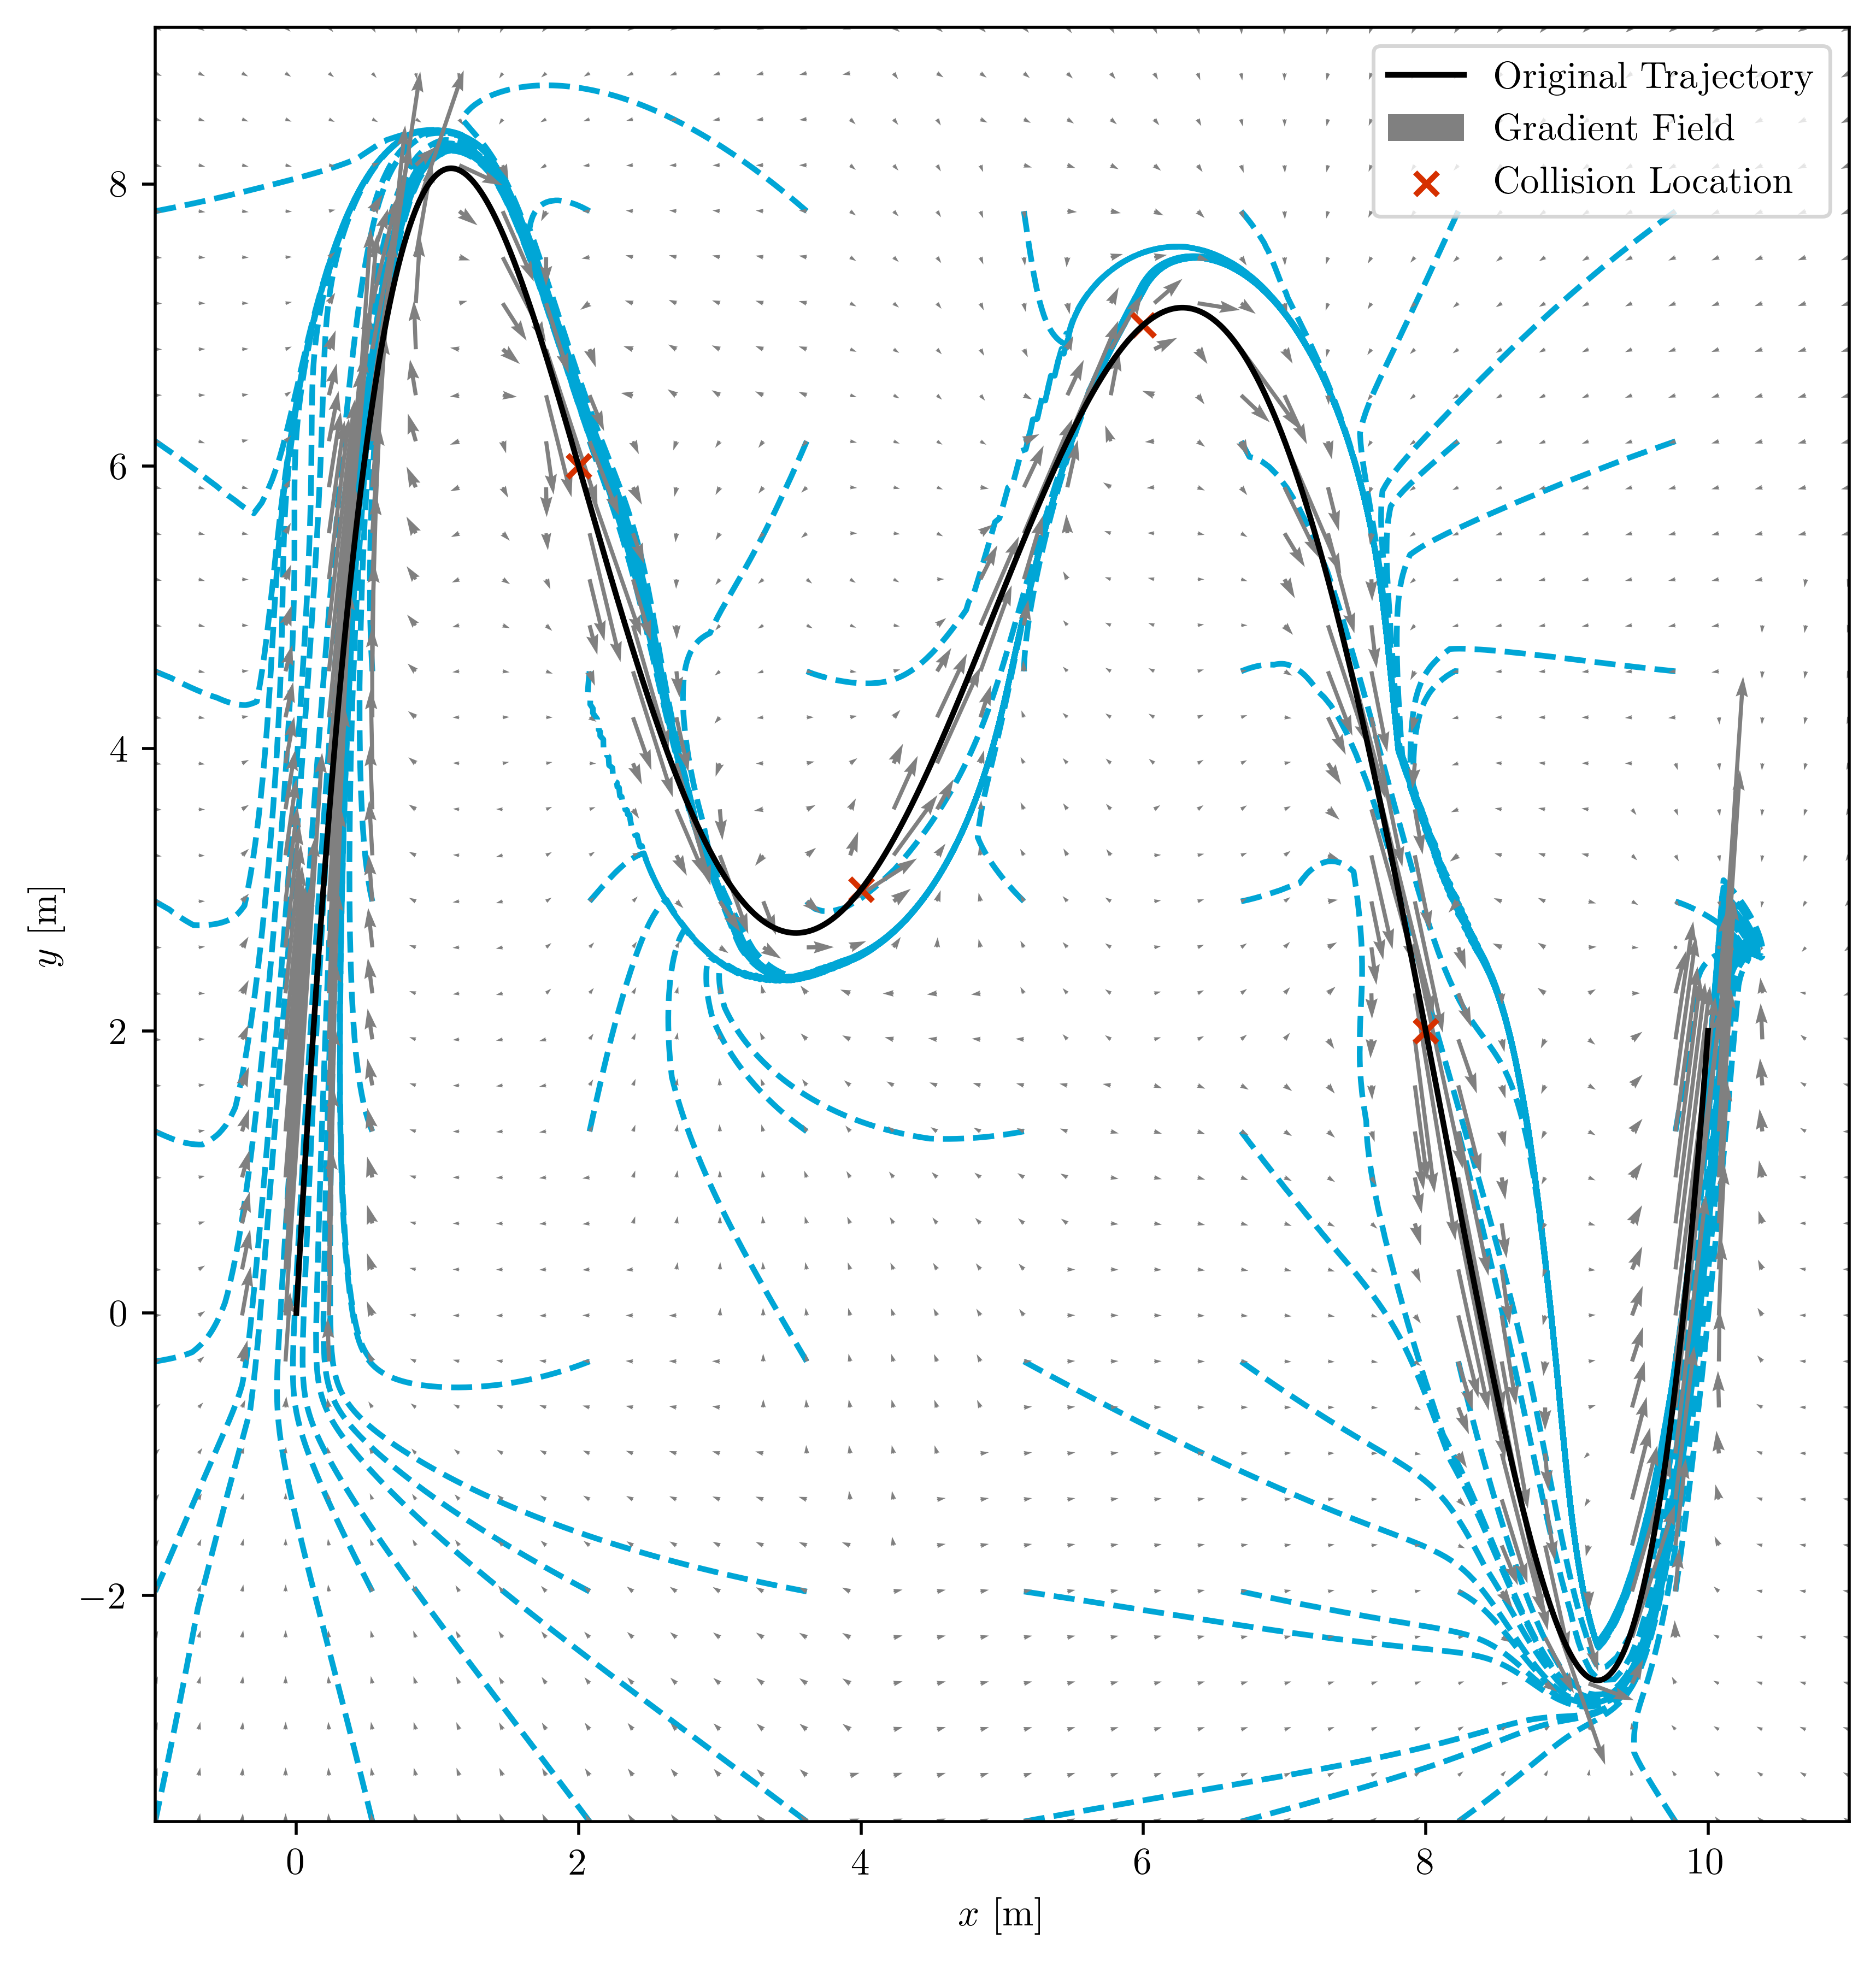 Original Trajectory
Gradient Field
Collision Location
8
6
4
2
0
−2
y [m]
0 2 4 6 8 10
x [m]